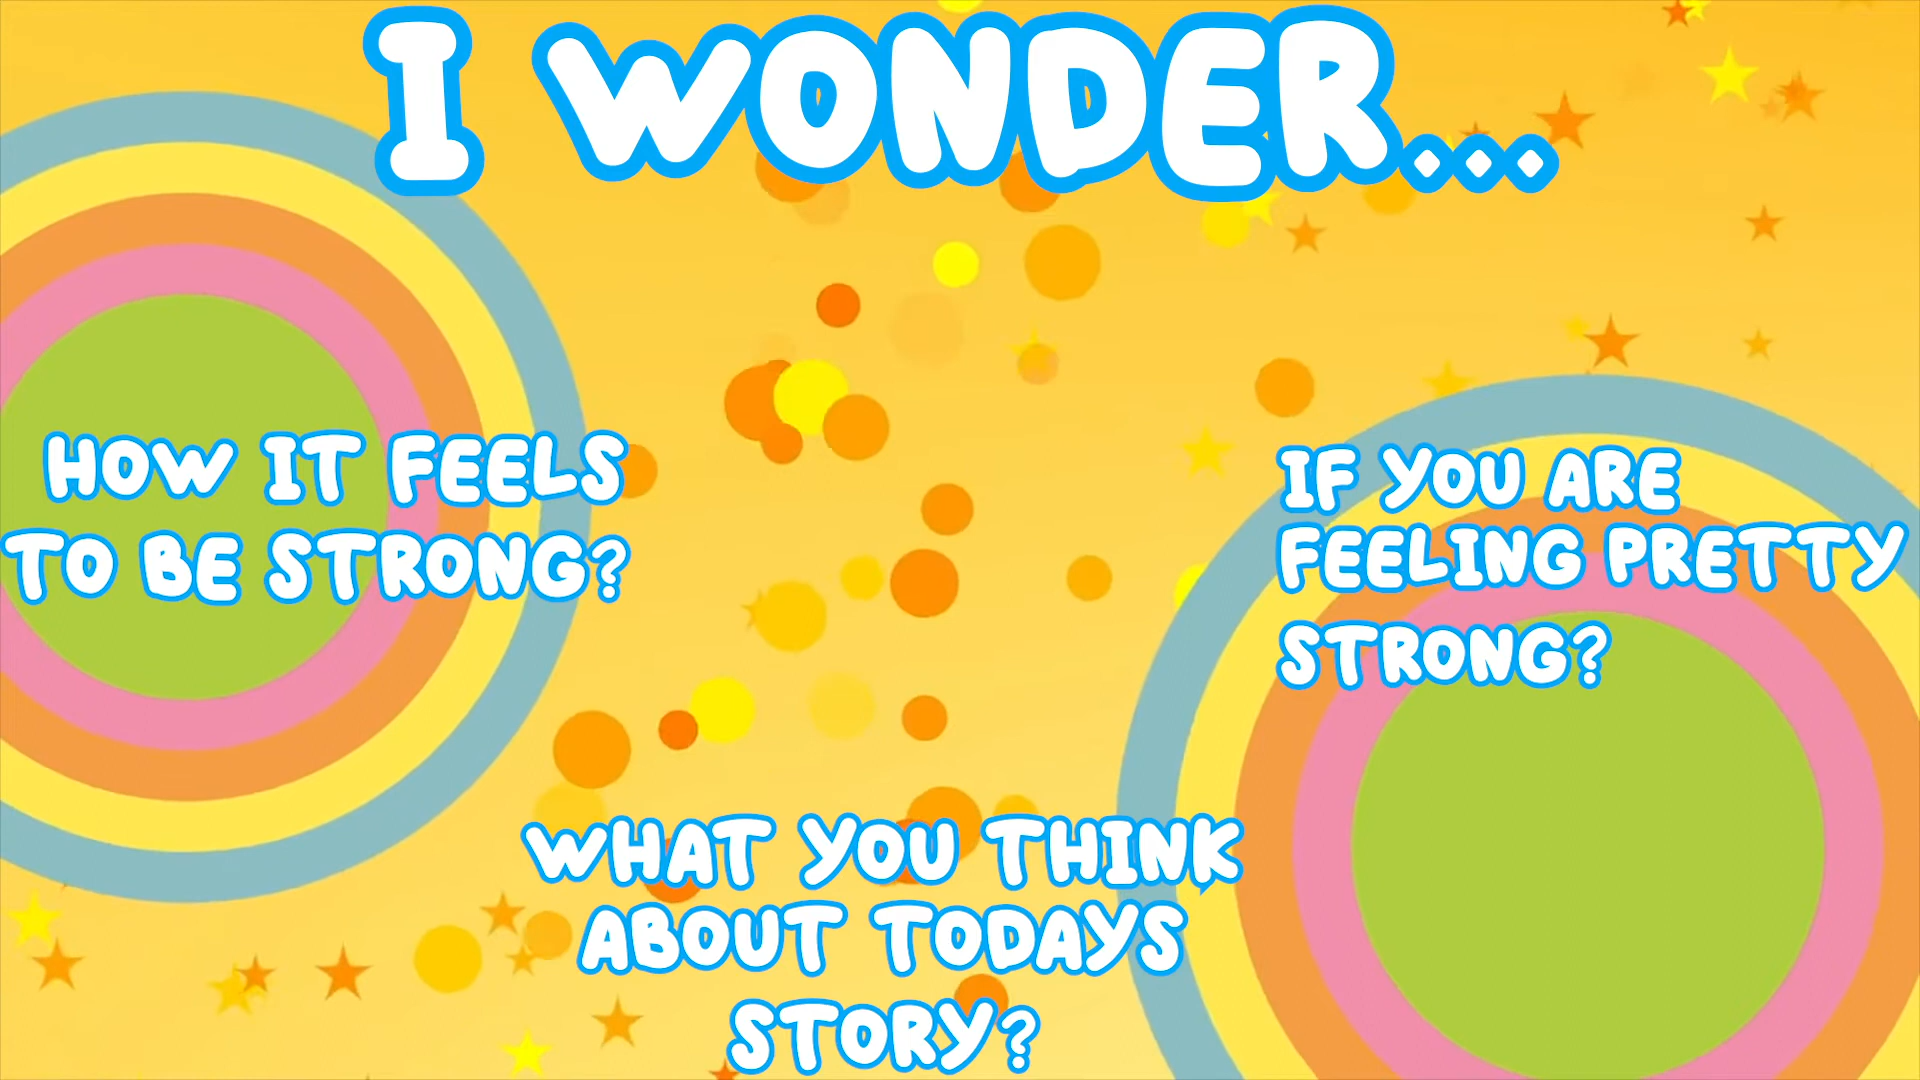 I WONDER...
HOW IT FEELS
TO BE STRONG?
IF YOU ARE
FEELING PRETTY
STRONG?
WHAT YOU THINK
ABOUT TODAYS
STORY?